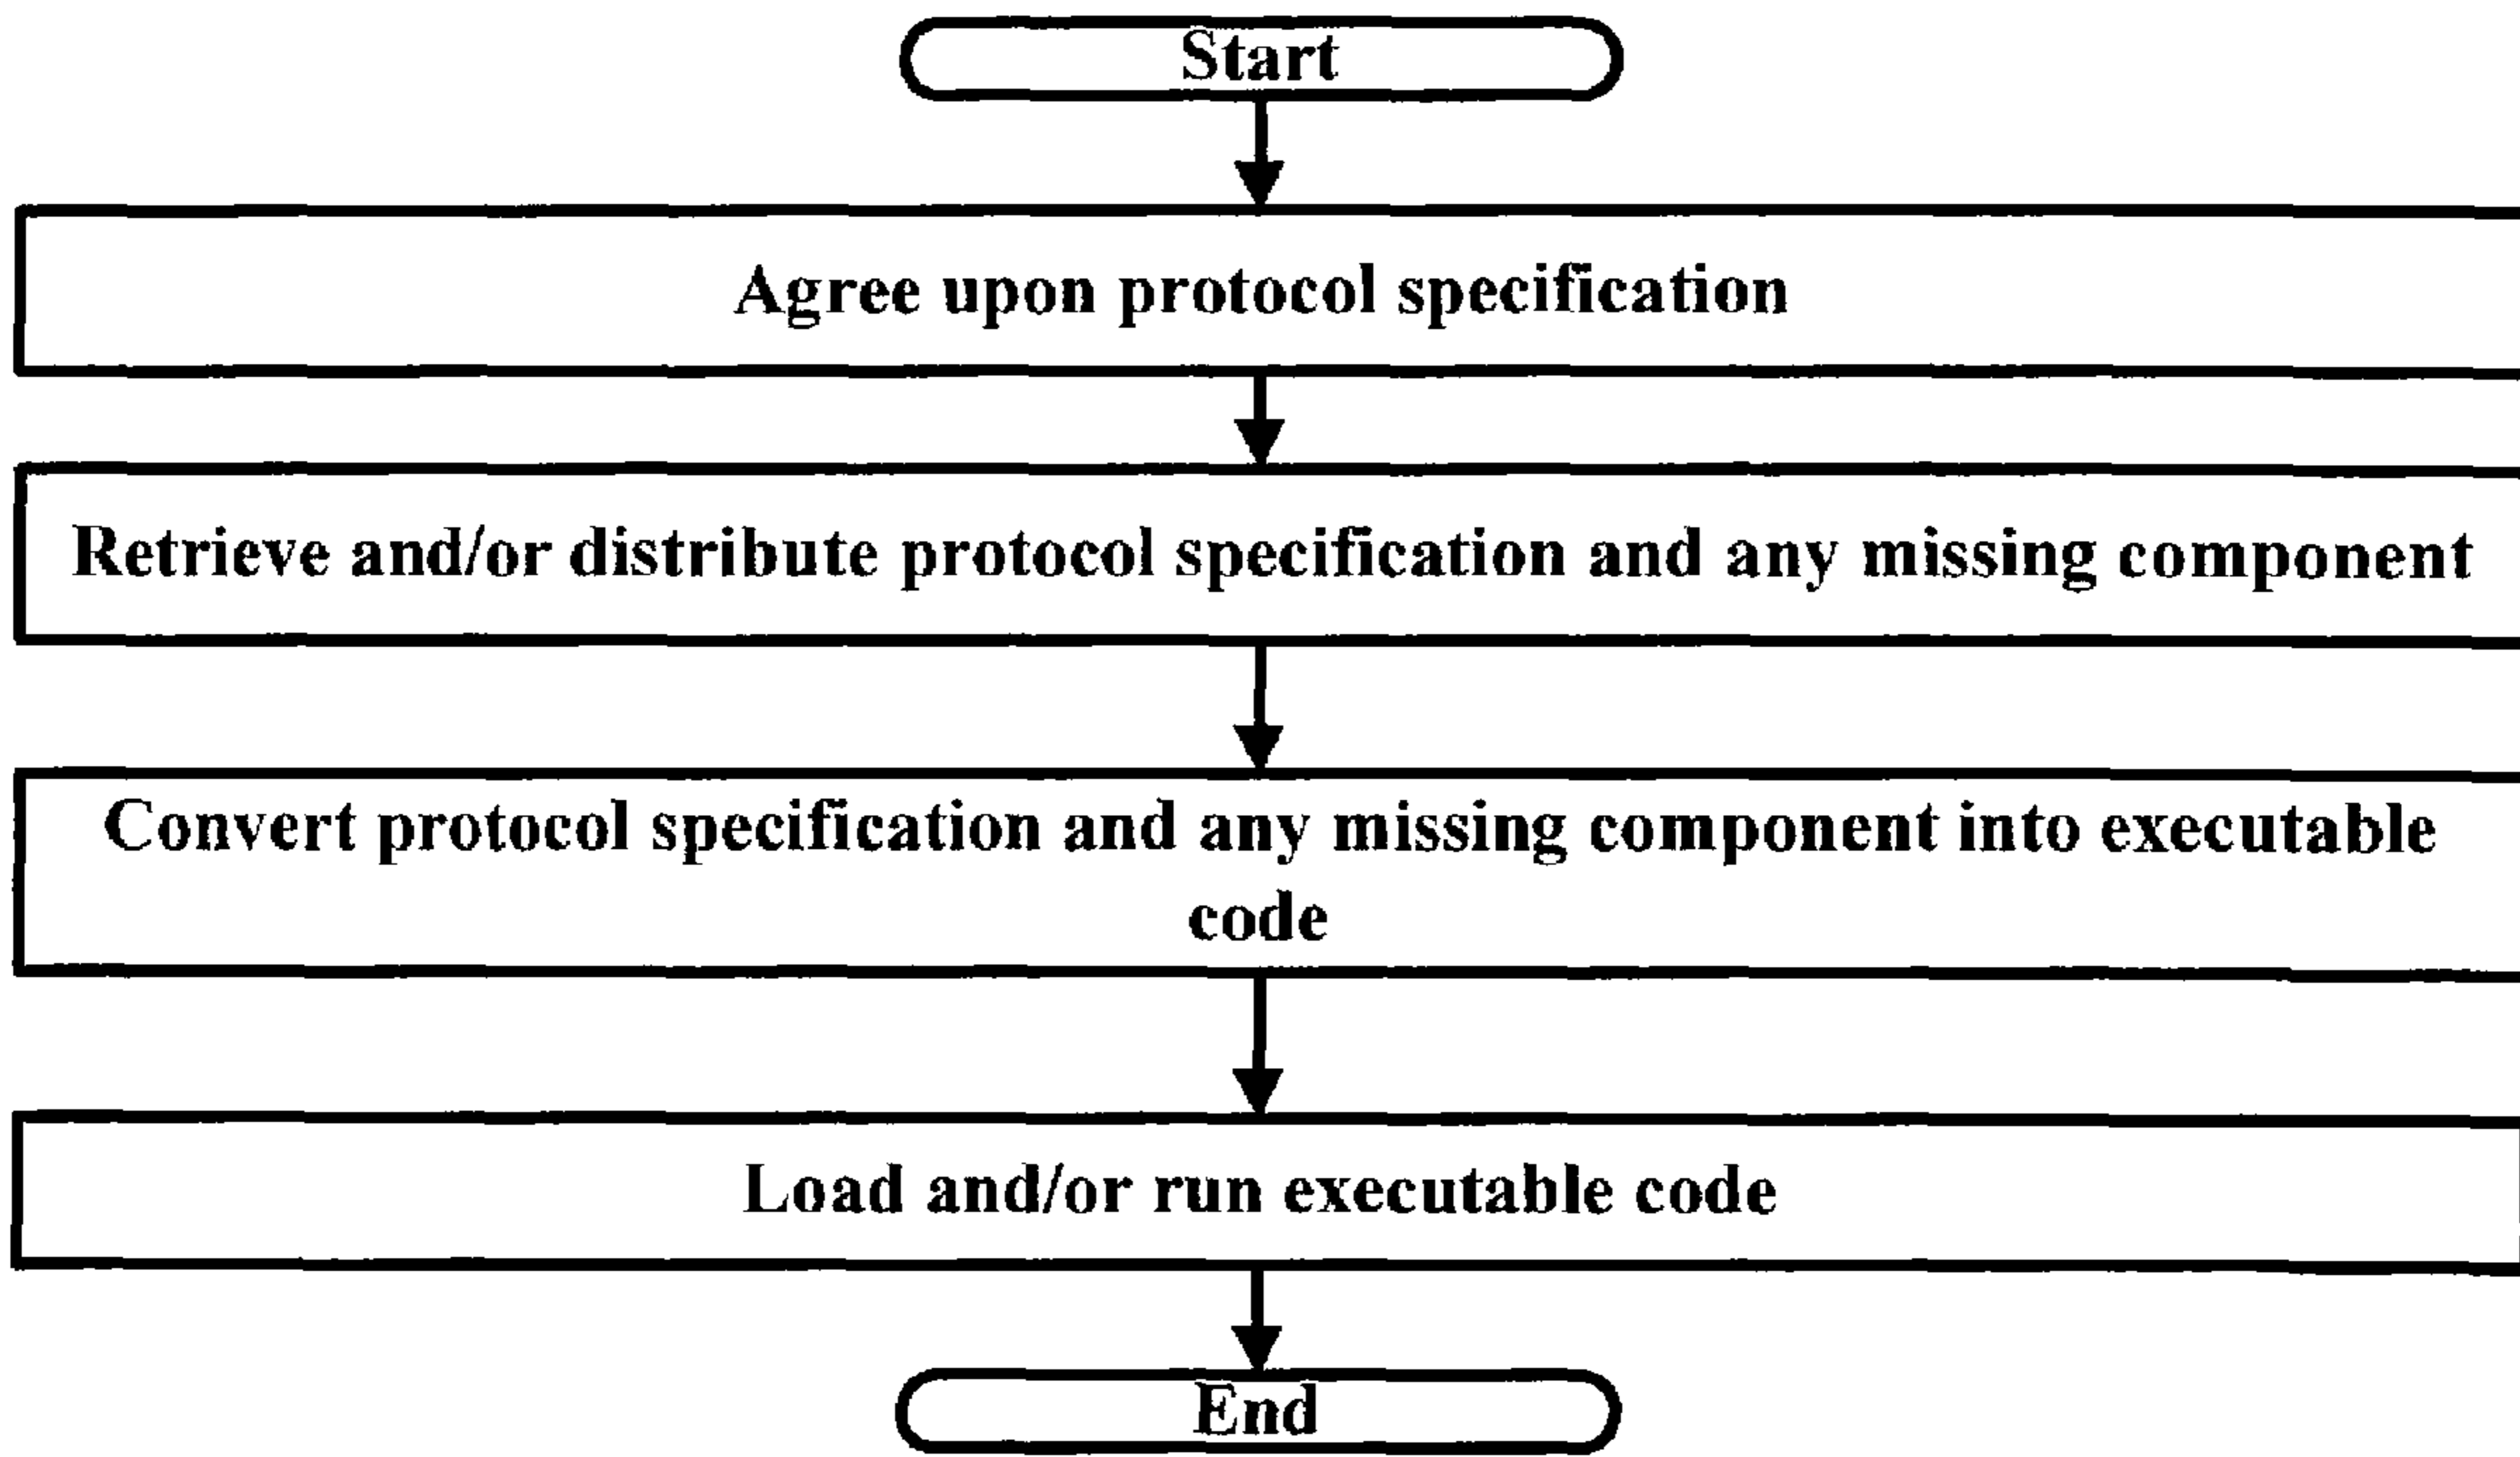 Start
Agree upon protocol specification
Retrieve and/or distribute protocol specification and any missing component
Convert protocol specification and any missing component into executable
code
Load and/or run executable code
End